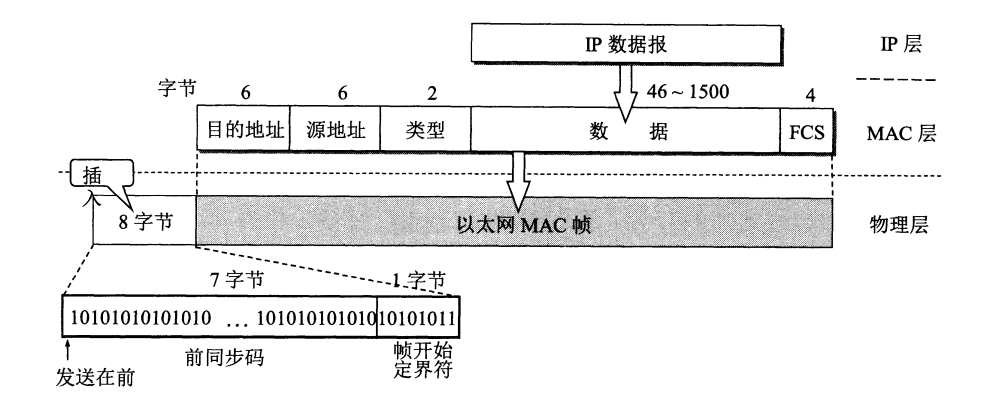 IP 数据报
IP 层
字节
6
6
2
46~1500
4
目的地址
源地址
类型
数 据
FCS
MAC 层
插
入
8 字节
以太网 MAC 帧
物理层
7 字节
1 字节
10101010101010 … 101010101010
10101011
前同步码
帧开始
定界符
发送在前